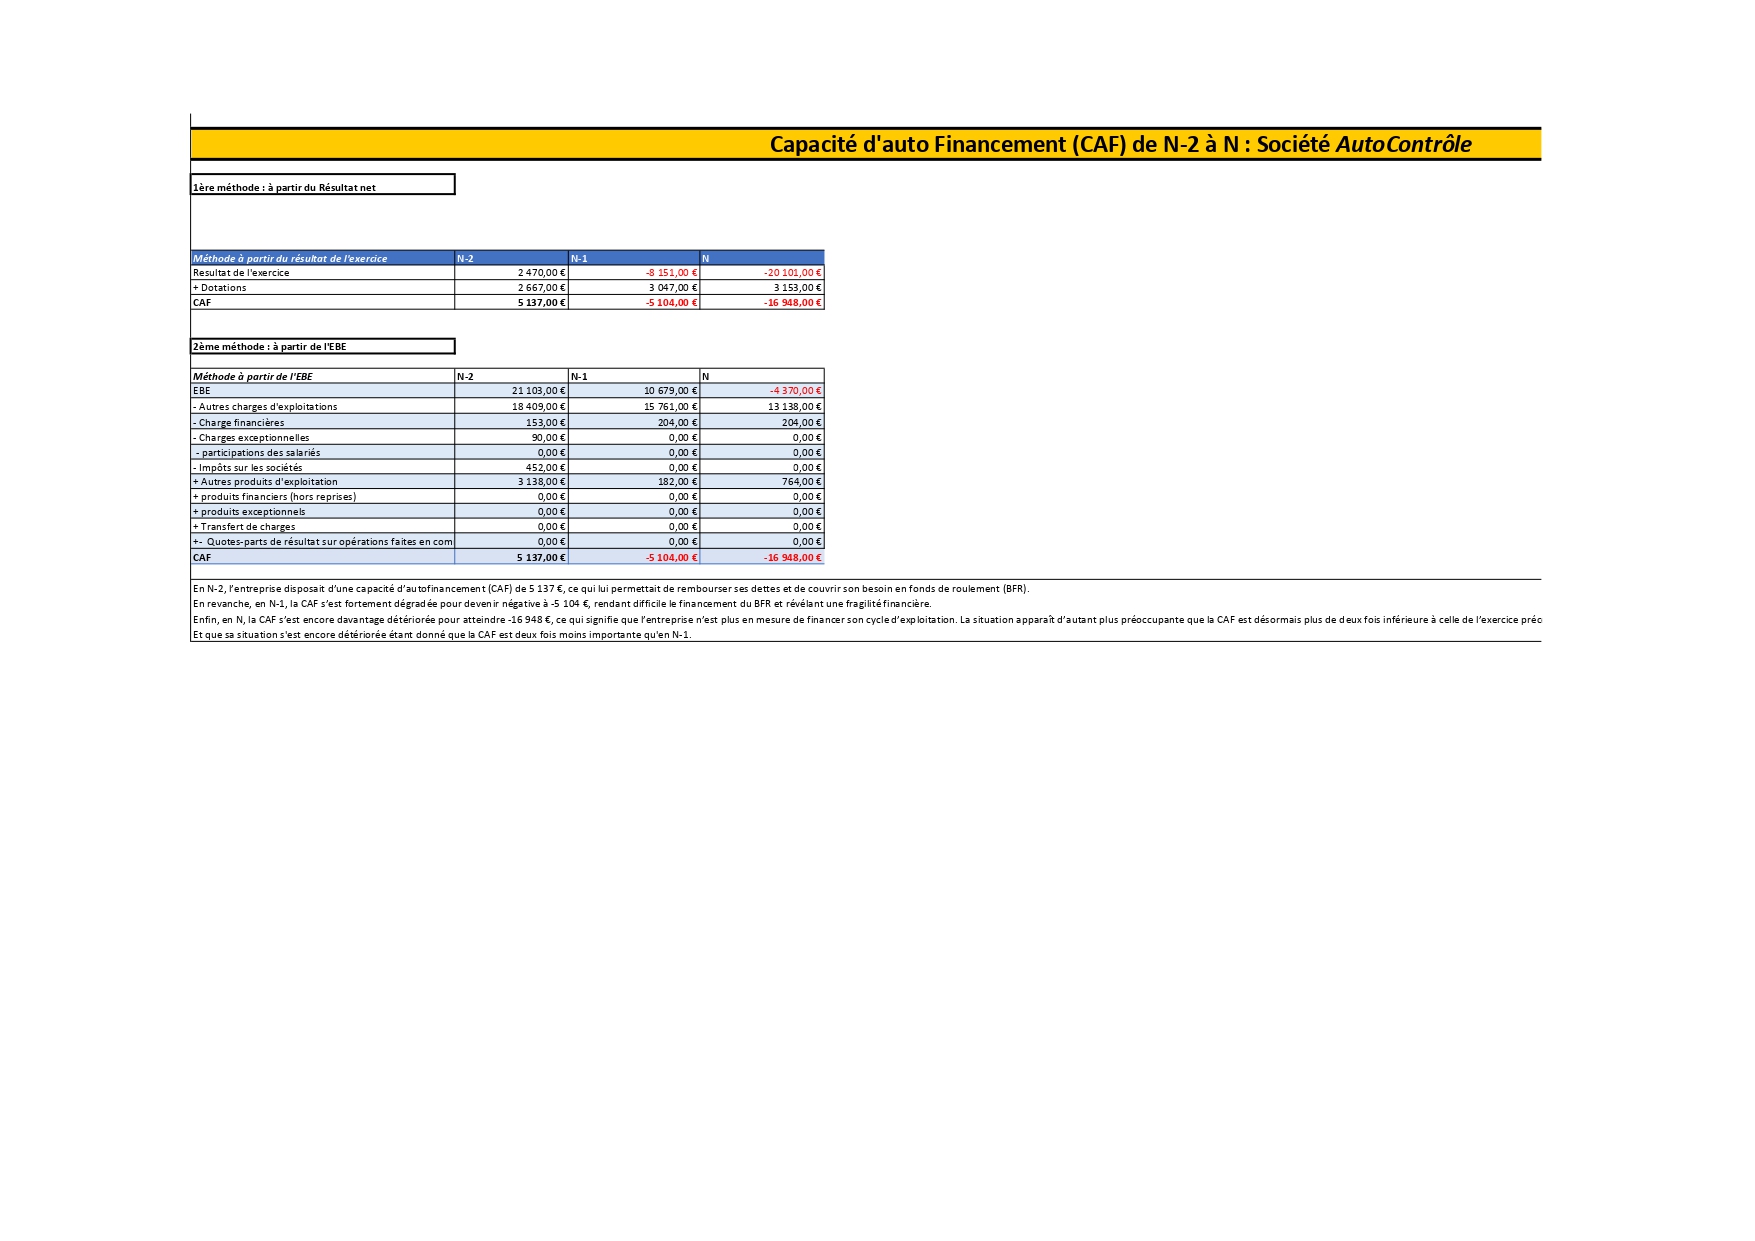 Capacité d'auto Financement (CAF) de N-2 à N : Société AutoContrôle
1ère méthode : à partir du Résultat net
Méthode à partir du résultat de l'exercice N-2 N-1 N
Resultat de l'exercice 2 470,00 € -8 151,00 € -20 101,00 €
+ Dotations 2 667,00 € 3 047,00 € 3 153,00 €
CAF 5 137,00 € -5 104,00 € -16 948,00 €
2ème méthode : à partir de l'EBE
Méthode à partir de l'EBE N-2 N-1 N
EBE 21 103,00 € 10 679,00 € -4 370,00 €
- Autres charges d'exploitations 18 409,00 € 15 761,00 € 13 138,00 €
- Charge financières 153,00 € 204,00 € 204,00 €
- Charges exceptionnelles 90,00 € 0,00 € 0,00 €
- participations des salariés 0,00 € 0,00 € 0,00 €
- Impôts sur les sociétés 452,00 € 0,00 € 0,00 €
+ Autres produits d'exploitation 3 138,00 € 182,00 € 764,00 €
+ produits financiers (hors reprises) 0,00 € 0,00 € 0,00 €
+ produits exceptionnels 0,00 € 0,00 € 0,00 €
+ Transfert de charges 0,00 € 0,00 € 0,00 €
+- Quotes-parts de résultat sur opérations faites en com 0,00 € 0,00 € 0,00 €
CAF 5 137,00 € -5 104,00 € -16 948,00 €
En N-2, l’entreprise disposait d’une capacité d’autofinancement (CAF) de 5 137 €, ce qui lui permettait de rembourser ses dettes et de couvrir son besoin en fonds de roulement (BFR).
En revanche, en N-1, la CAF s’est fortement dégradée pour devenir négative à -5 104 €, rendant difficile le financement du BFR et révélant une fragilité financière.
Enfin, en N, la CAF s’est encore davantage détériorée pour atteindre -16 948 €, ce qui signifie que l’entreprise n’est plus en mesure de financer son cycle d’exploitation. La situation apparaît d’autant plus préoccupante que la CAF est désormais plus de deux fois inférieure à celle de l’exercice préc
Et que sa situation s'est encore détériorée étant donné que la CAF est deux fois moins importante qu'en N-1.